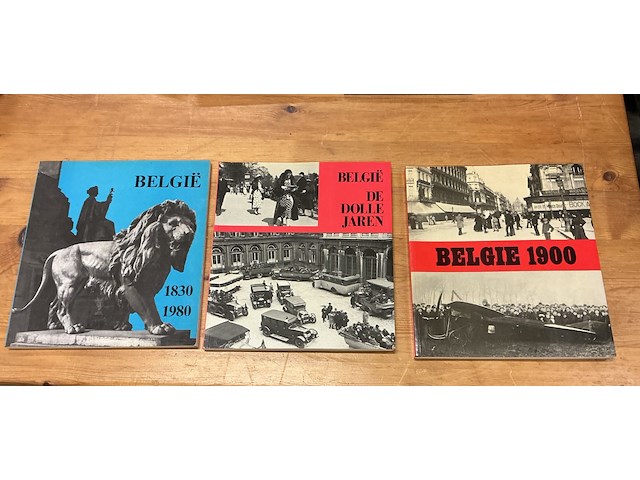 BELGIË
1830
1980
BELGIË
DE
DOLLE
JAREN
BELGIE 1900